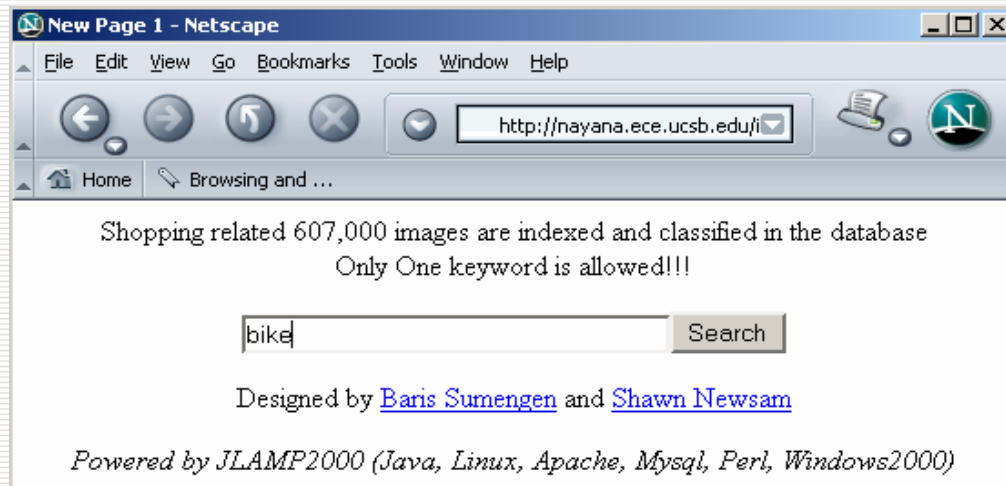 New Page 1 - Netscape
File Edit View Go Bookmarks Tools Window Help
http://nayana.ece.ucsb.edu/i
N
Home Browsing and ...
Shopping related 607,000 images are indexed and classified in the database
Only One keyword is allowed!!!
bike Search
Designed by Baris Sumengen and Shawn Newsam
Powered by JLAMP2000 (Java, Linux, Apache, Mysql, Perl, Windows2000)